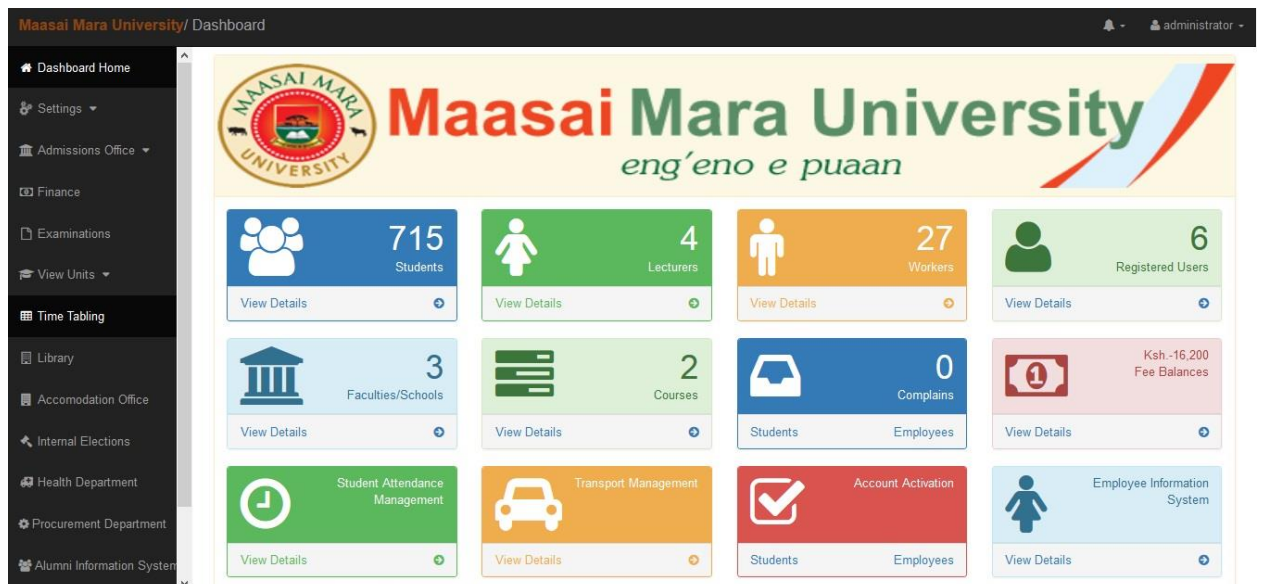 Maasai Mara University/ Dashboard
administrator
Dashboard Home
Settings
Admissions Office
Finance
Examinations
View Units
Time Tabling
Library
Accomodation Office
Internal Elections
Health Department
Procurement Department
Alumni Information System
MAASAI MARA
UNIVERSITY
Maasai Mara University
eng'eno e puaan
715
Students
View Details
4
Lecturers
View Details
27
Workers
View Details
6
Registered Users
View Details
3
Faculties/Schools
View Details
2
Courses
View Details
0
Complains
Students Employees
1
Ksh.-16,200
Fee Balances
View Details
Student Attendance
Management
View Details
Transport Management
View Details
Account Activation
Students Employees
Employee Information
System
View Details